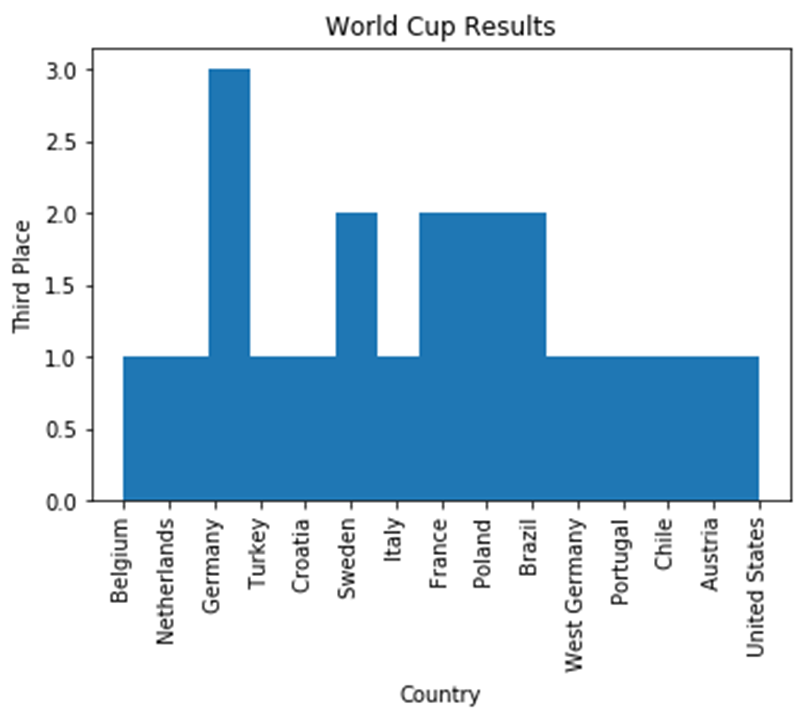 World Cup Results
3.0
2.5
2.0
1.5
1.0
0.5
0.0
Third Place
Belgium
Netherlands
Germany
Turkey
Croatia
Sweden
Italy
France
Poland
Brazil
West Germany
Portugal
Chile
Austria
United States
Country